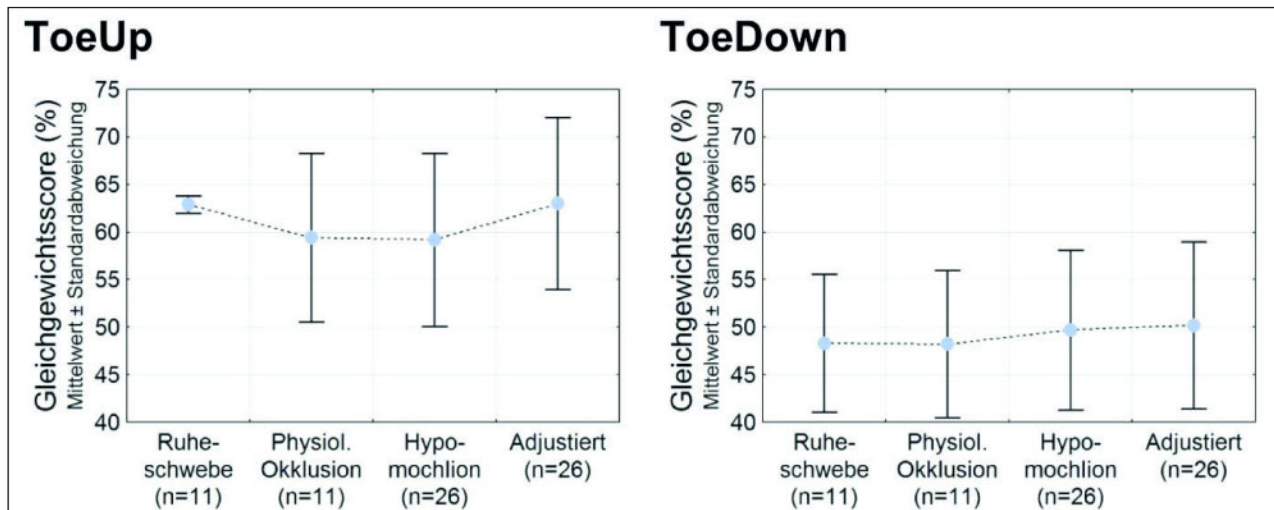 ToeUp
Gleichgewichtsscore (%)
Mittelwert ± Standardabweichung
75
70
65
60
55
50
45
40
Ruhe-
schwebe
(n=11)
Physiol.
Okklusion
(n=11)
Hypo-
mochlion
(n=26)
Adjustiert
(n=26)
ToeDown
Gleichgewichtsscore (%)
Mittelwert ± Standardabweichung
75
70
65
60
55
50
45
40
Ruhe-
schwebe
(n=11)
Physiol.
Okklusion
(n=11)
Hypo-
mochlion
(n=26)
Adjustiert
(n=26)